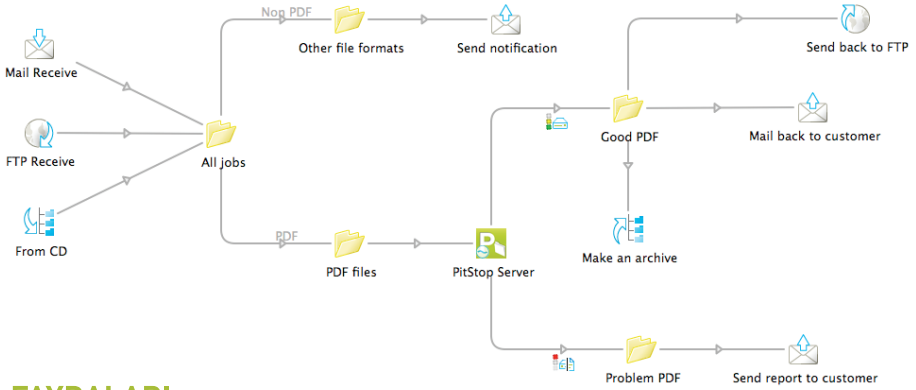 Non PDF
Other file formats
Send notification
Send back to FTP
Mail Receive
FTP Receive
All jobs
Good PDF
Mail back to customer
From CD
PDF
PDF files
PitStop Server
Make an archive
Problem PDF
Send report to customer